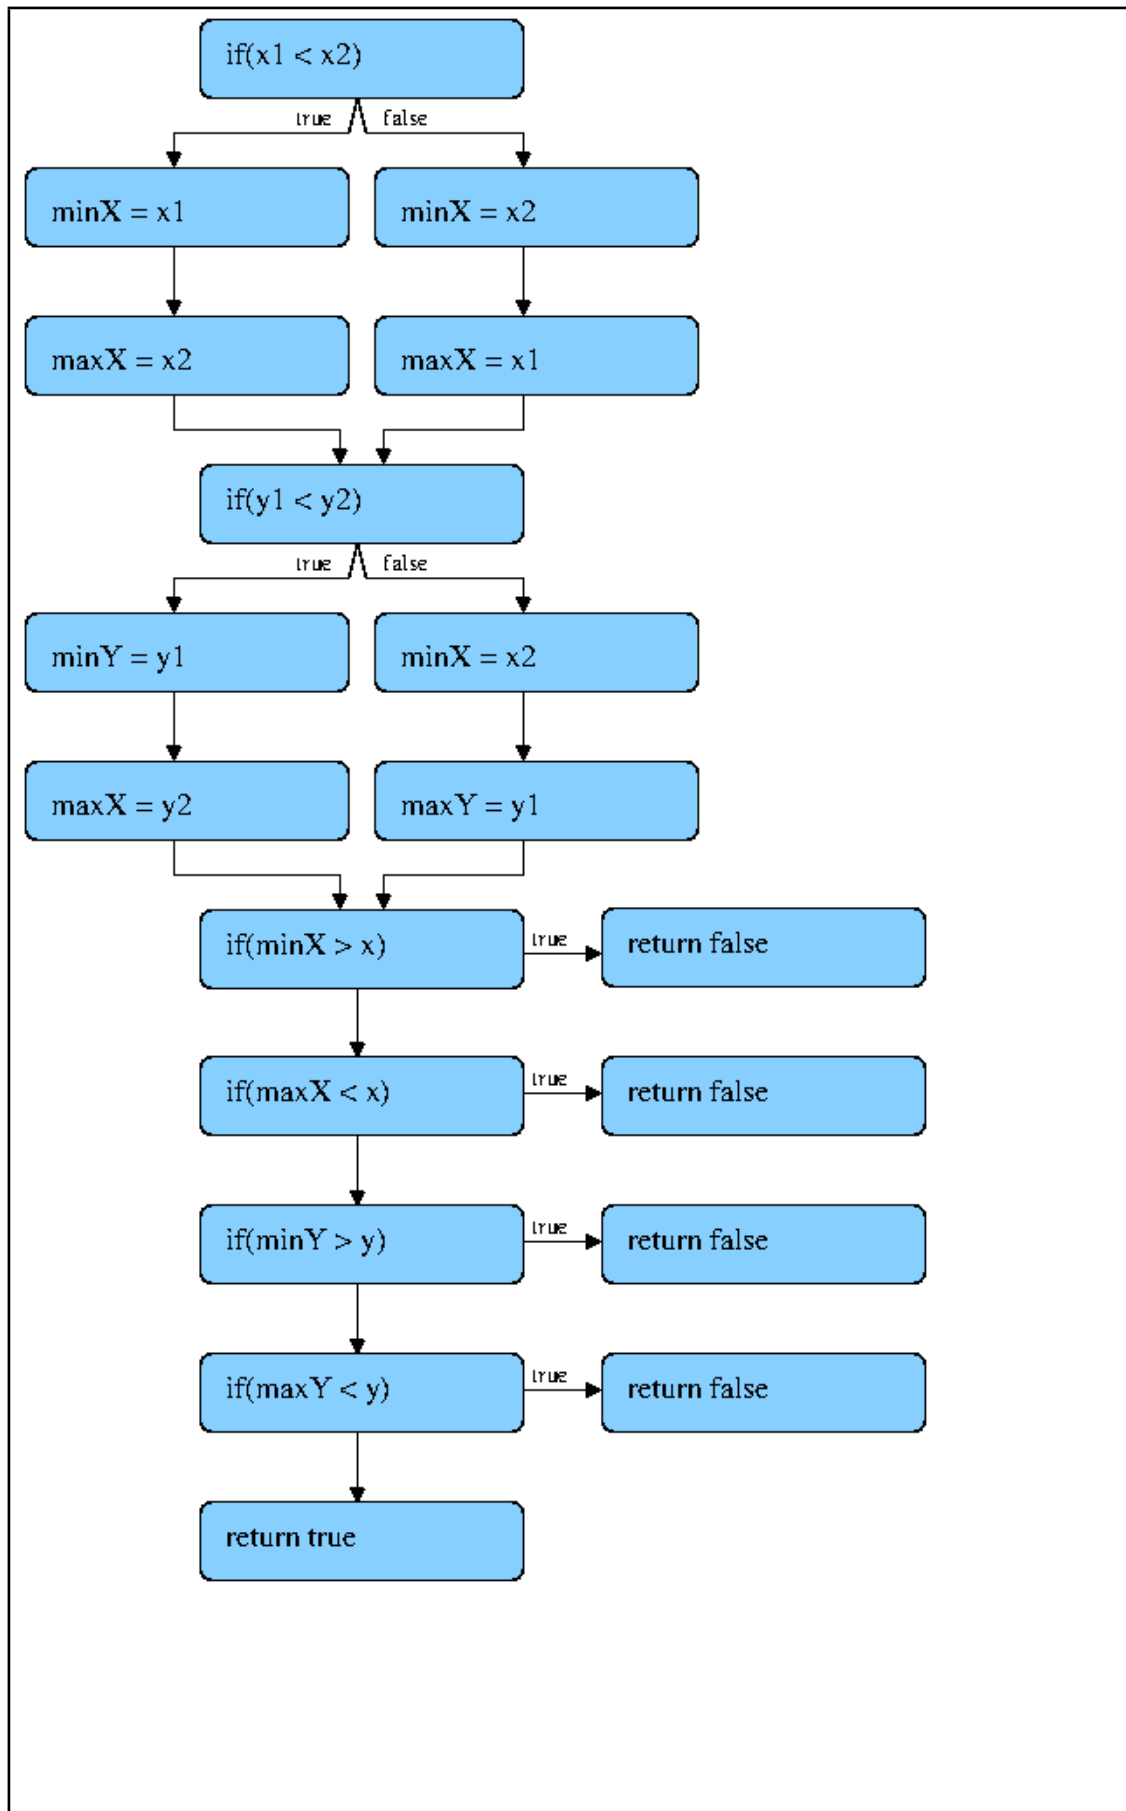 if(x1 < x2)
true false
minX = x1
minX = x2
maxX = x2
maxX = x1
if(y1 < y2)
true false
minY = y1
minX = x2
maxX = y2
maxY = y1
if(minX > x)
true
return false
if(maxX < x)
true
return false
if(minY > y)
true
return false
if(maxY < y)
true
return false
return true